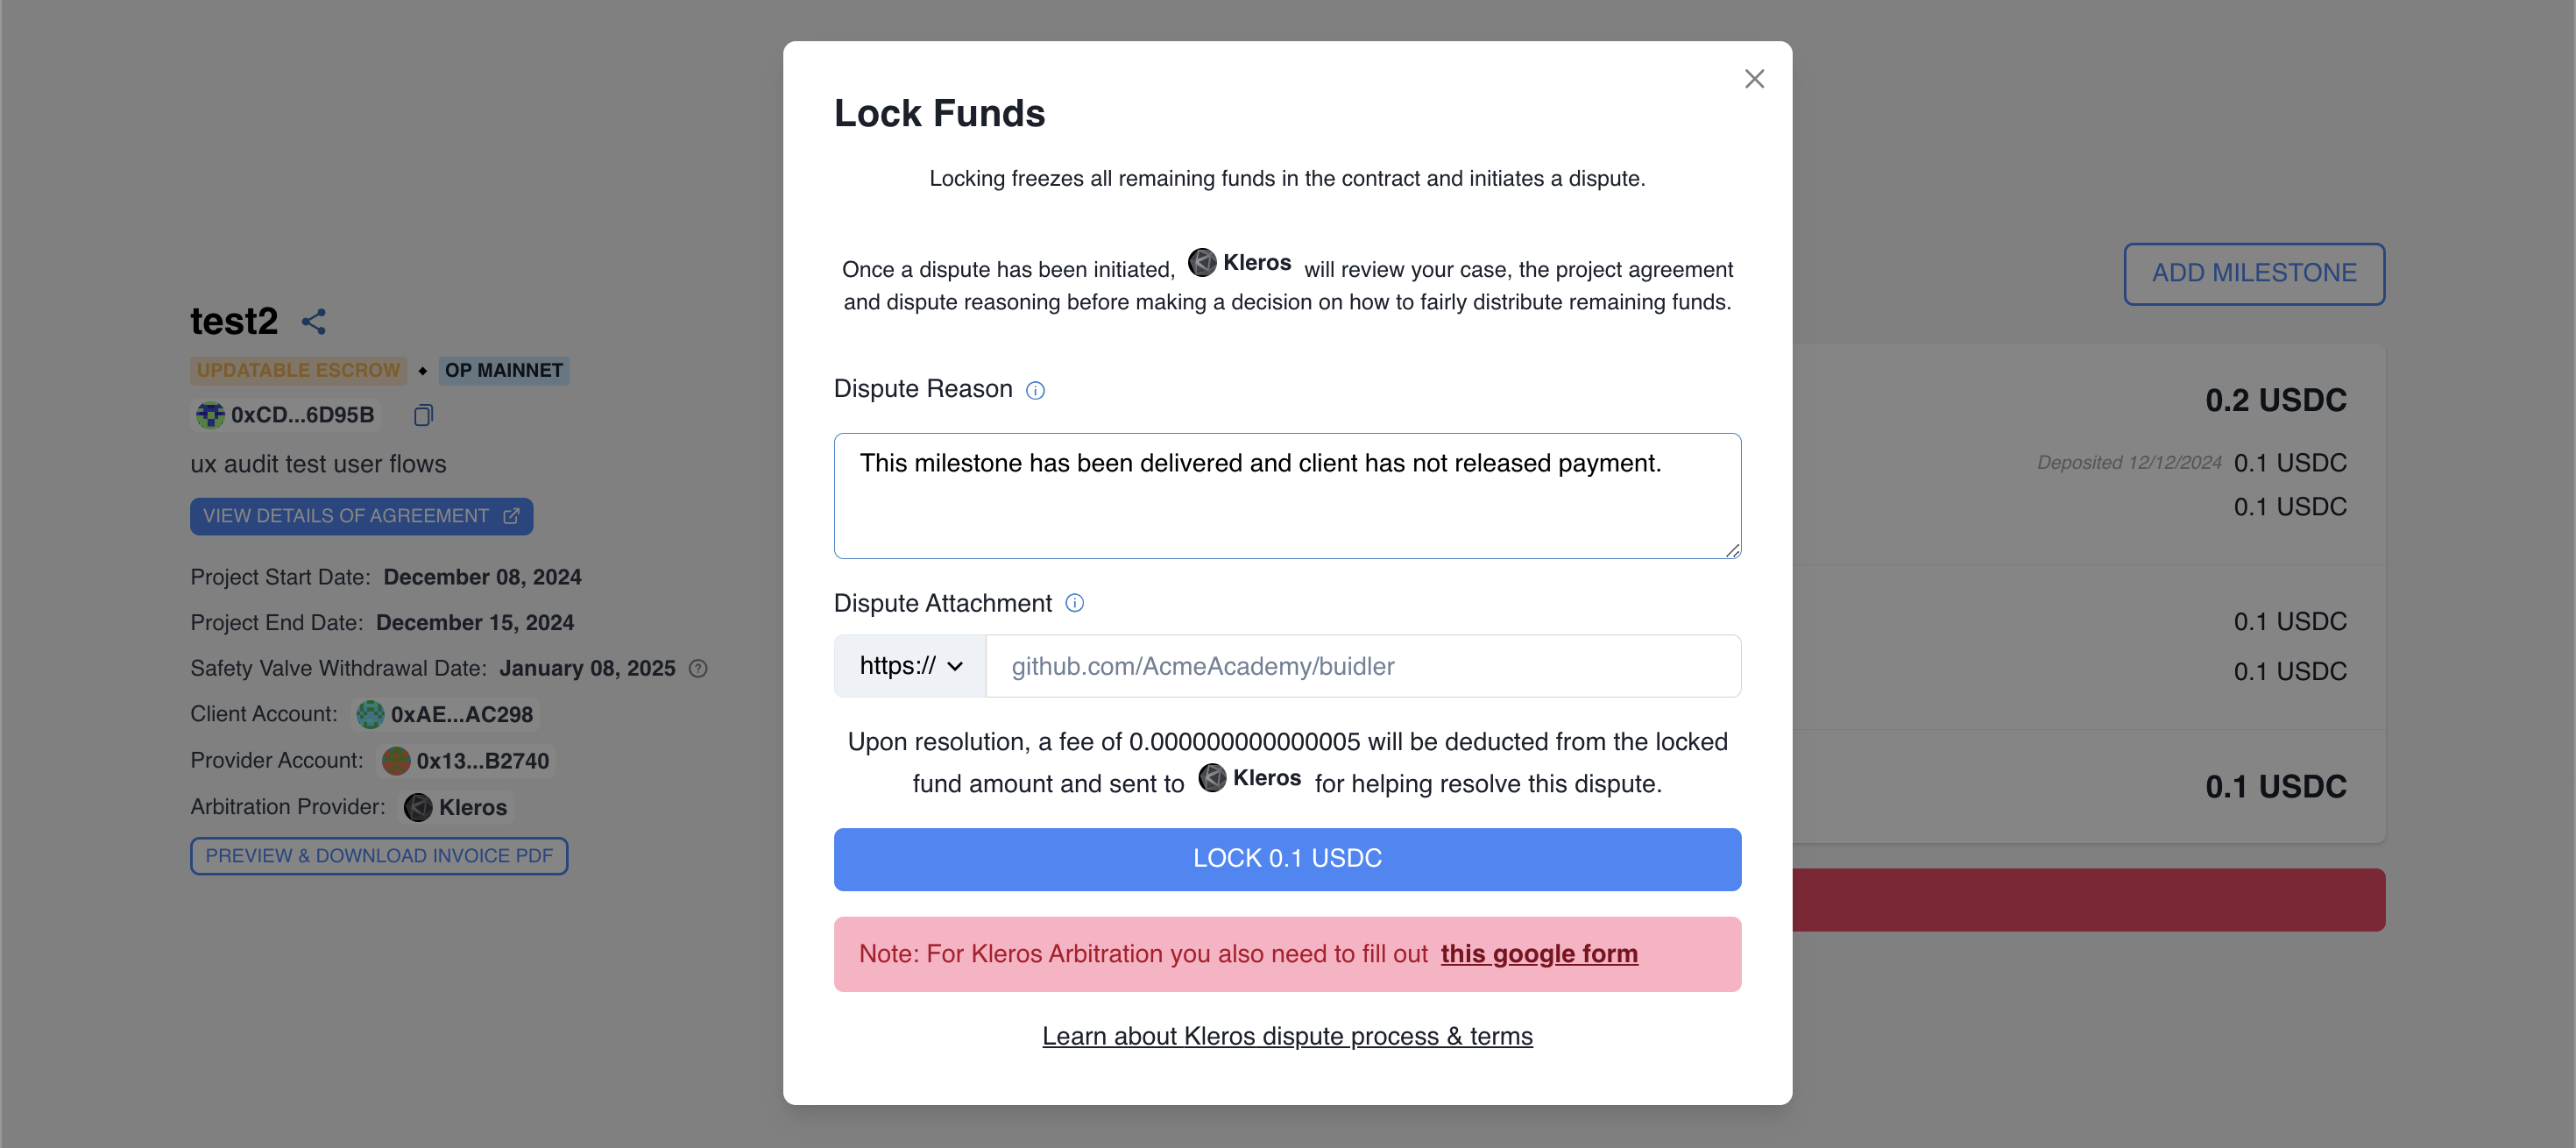 Lock Funds
Locking freezes all remaining funds in the contract and initiates a dispute.
Once a dispute has been initiated, Kleros will review your case, the project agreement
and dispute reasoning before making a decision on how to fairly distribute remaining funds.
Dispute Reason
This milestone has been delivered and client has not released payment.
Dispute Attachment
https://
github.com/AcmeAcademy/buidler
Upon resolution, a fee of 0.000000000000005 will be deducted from the locked
fund amount and sent to Kleros for helping resolve this dispute.
LOCK 0.1 USDC
Note: For Kleros Arbitration you also need to fill out this google form
Learn about Kleros dispute process & terms
test2
UPDATABLE ESCROW • OP MAINNET
0xCD...6D95B
ux audit test user flows
VIEW DETAILS OF AGREEMENT
Project Start Date: December 08, 2024
Project End Date: December 15, 2024
Safety Valve Withdrawal Date: January 08, 2025
Client Account: 0xAE...AC298
Provider Account: 0x13...B2740
Arbitration Provider: Kleros
PREVIEW & DOWNLOAD INVOICE PDF
ADD MILESTONE
0.2 USDC
Deposited 12/12/2024 0.1 USDC
0.1 USDC
0.1 USDC
0.1 USDC
0.1 USDC